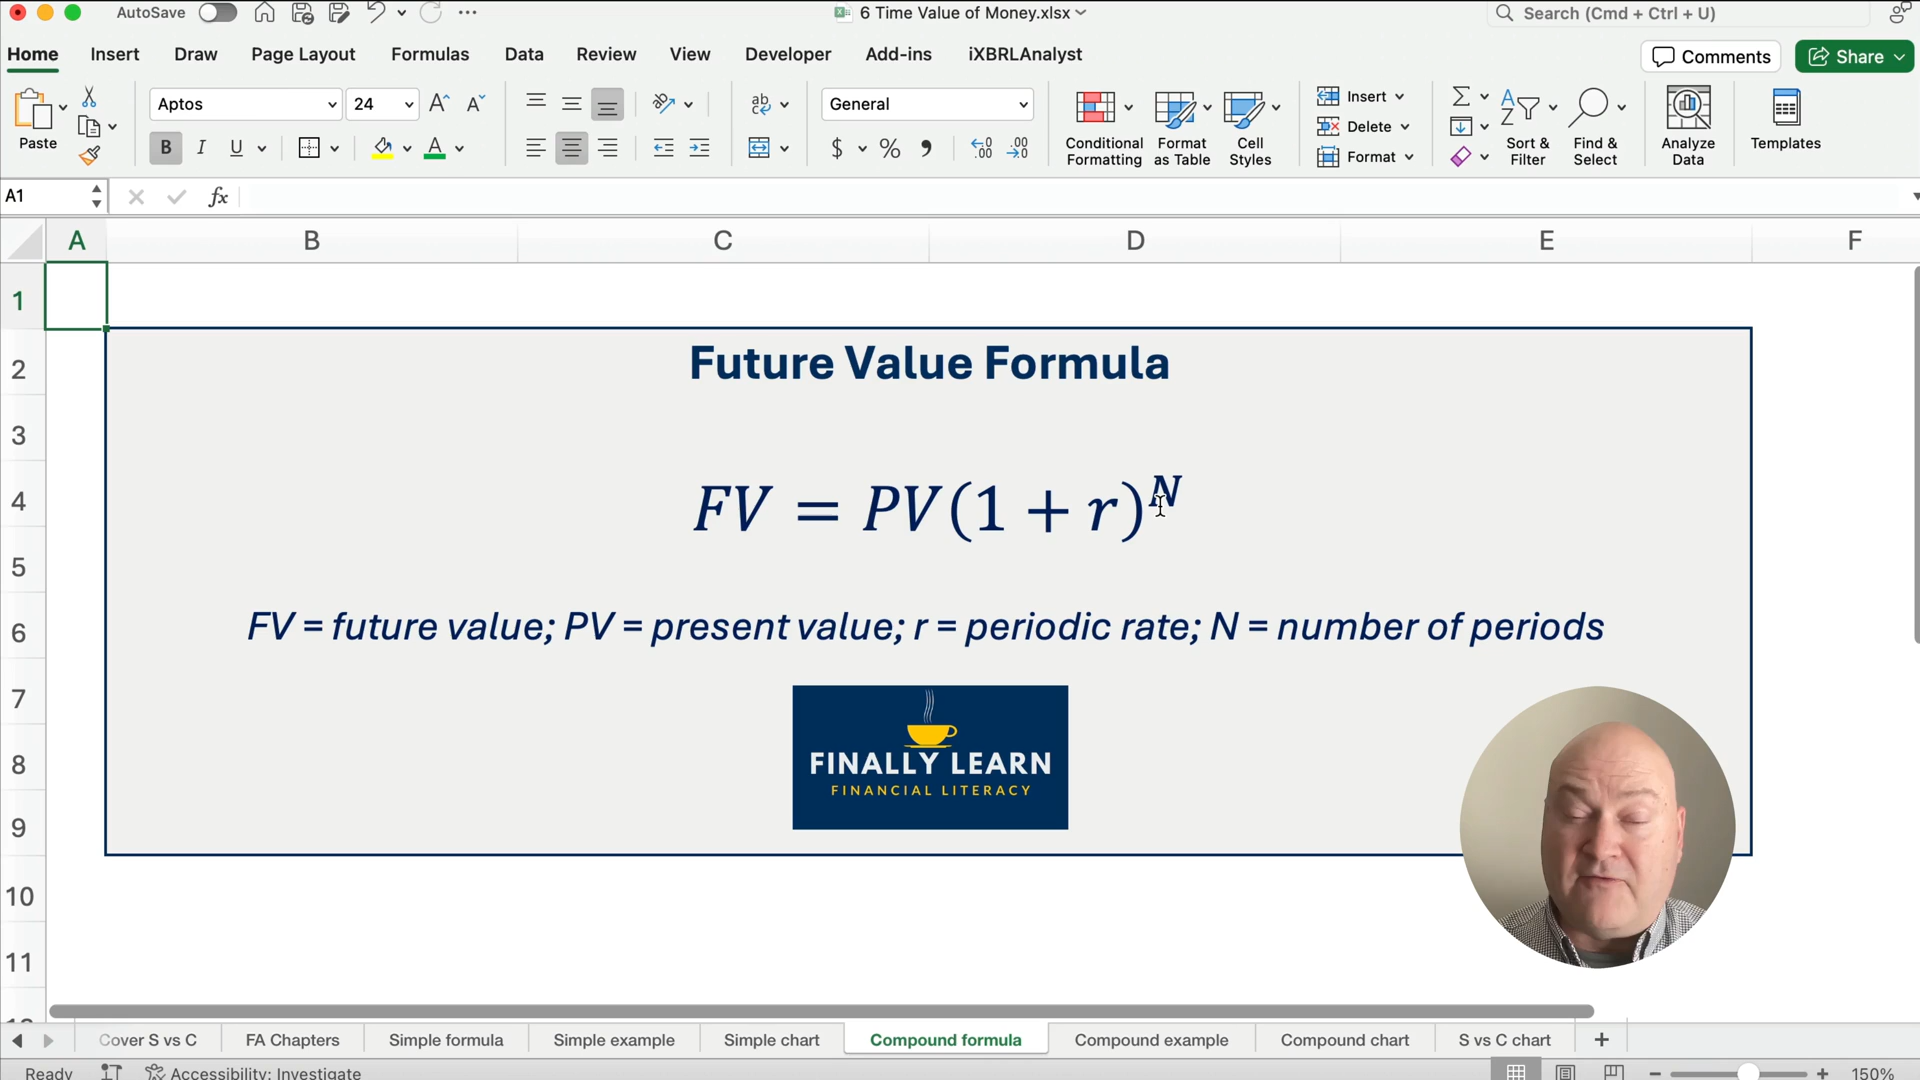 AutoSave
6 Time Value of Money.xlsx
Search (Cmd + Ctrl + U)
Home Insert Draw Page Layout Formulas Data Review View Developer Add-ins iXBRLAnalyst
Comments Share
Paste
Aptos 24
B I U A
ab
General
$ % 9
Conditional Formatting
Format as Table
Cell Styles
Insert
Delete
Format
Sort & Filter
Find & Select
Analyze Data
Templates
A1 fx
A B C D E F
1
2
3
4
5
6
7
8
9
10
11
Future Value Formula
FV = PV(1 + r)^N
FV = future value; PV = present value; r = periodic rate; N = number of periods
FINALLY LEARN
FINANCIAL LITERACY
Cover S vs C FA Chapters Simple formula Simple example Simple chart Compound formula Compound example Compound chart S vs C chart +
Ready Accessibility: Investigate 150%